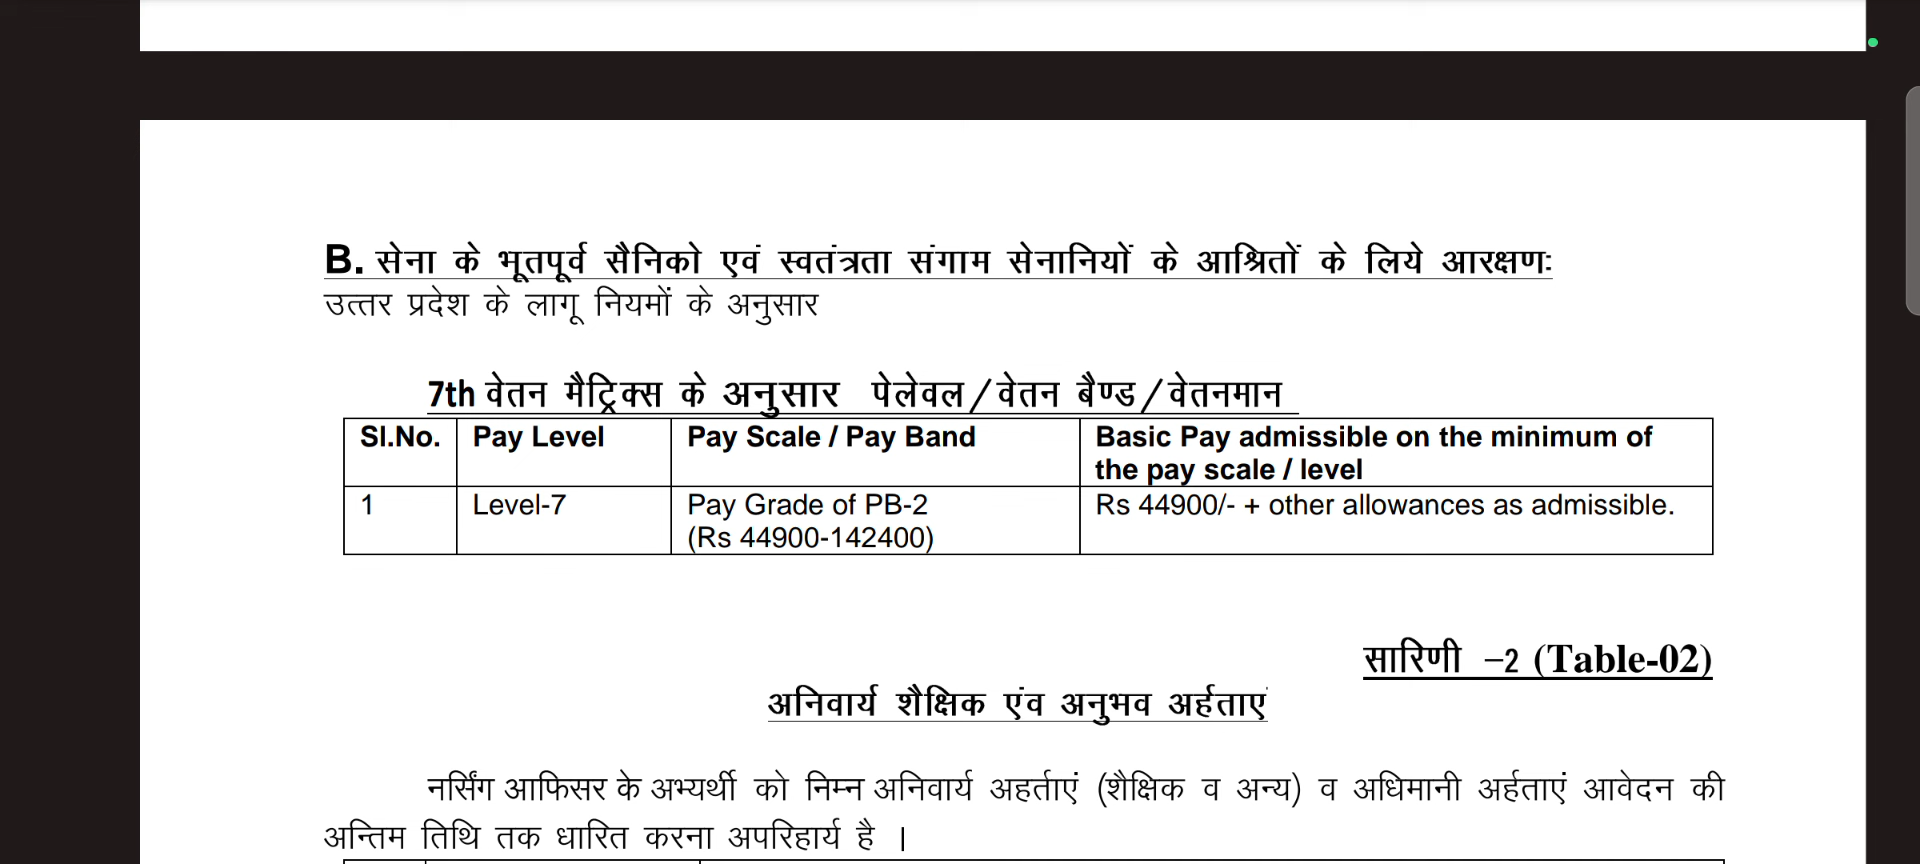 B. सेना के भूतपूर्व सैनिको एवं स्वतंत्रता संगाम सेनानियों के आश्रितों के लिये आरक्षणः
उत्तर प्रदेश के लागू नियमों के अनुसार
7th वेतन मैट्रिक्स के अनुसार पेलेवल/वेतन बैण्ड/वेतनमान
Sl.No. Pay Level Pay Scale / Pay Band Basic Pay admissible on the minimum of
the pay scale / level
1 Level-7 Pay Grade of PB-2 Rs 44900/- + other allowances as admissible.
(Rs 44900-142400)
सारिणी -2 (Table-02)
अनिवार्य शैक्षिक एंव अनुभव अर्हताएं
नर्सिंग आफिसर के अभ्यर्थी को निम्न अनिवार्य अहर्ताएं (शैक्षिक व अन्य) व अधिमानी अर्हताएं आवेदन की
अन्तिम तिथि तक धारित करना अपरिहार्य है ।